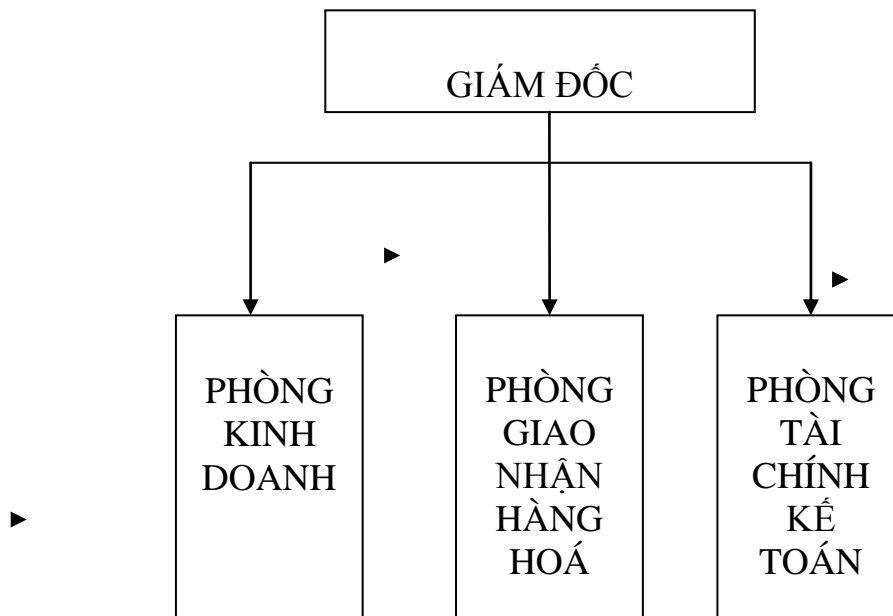 GIÁM ĐỐC
PHÒNG
KINH
DOANH
PHÒNG
GIAO
NHẬN
HÀNG
HOÁ
PHÒNG
TÀI
CHÍNH
KẾ
TOÁN